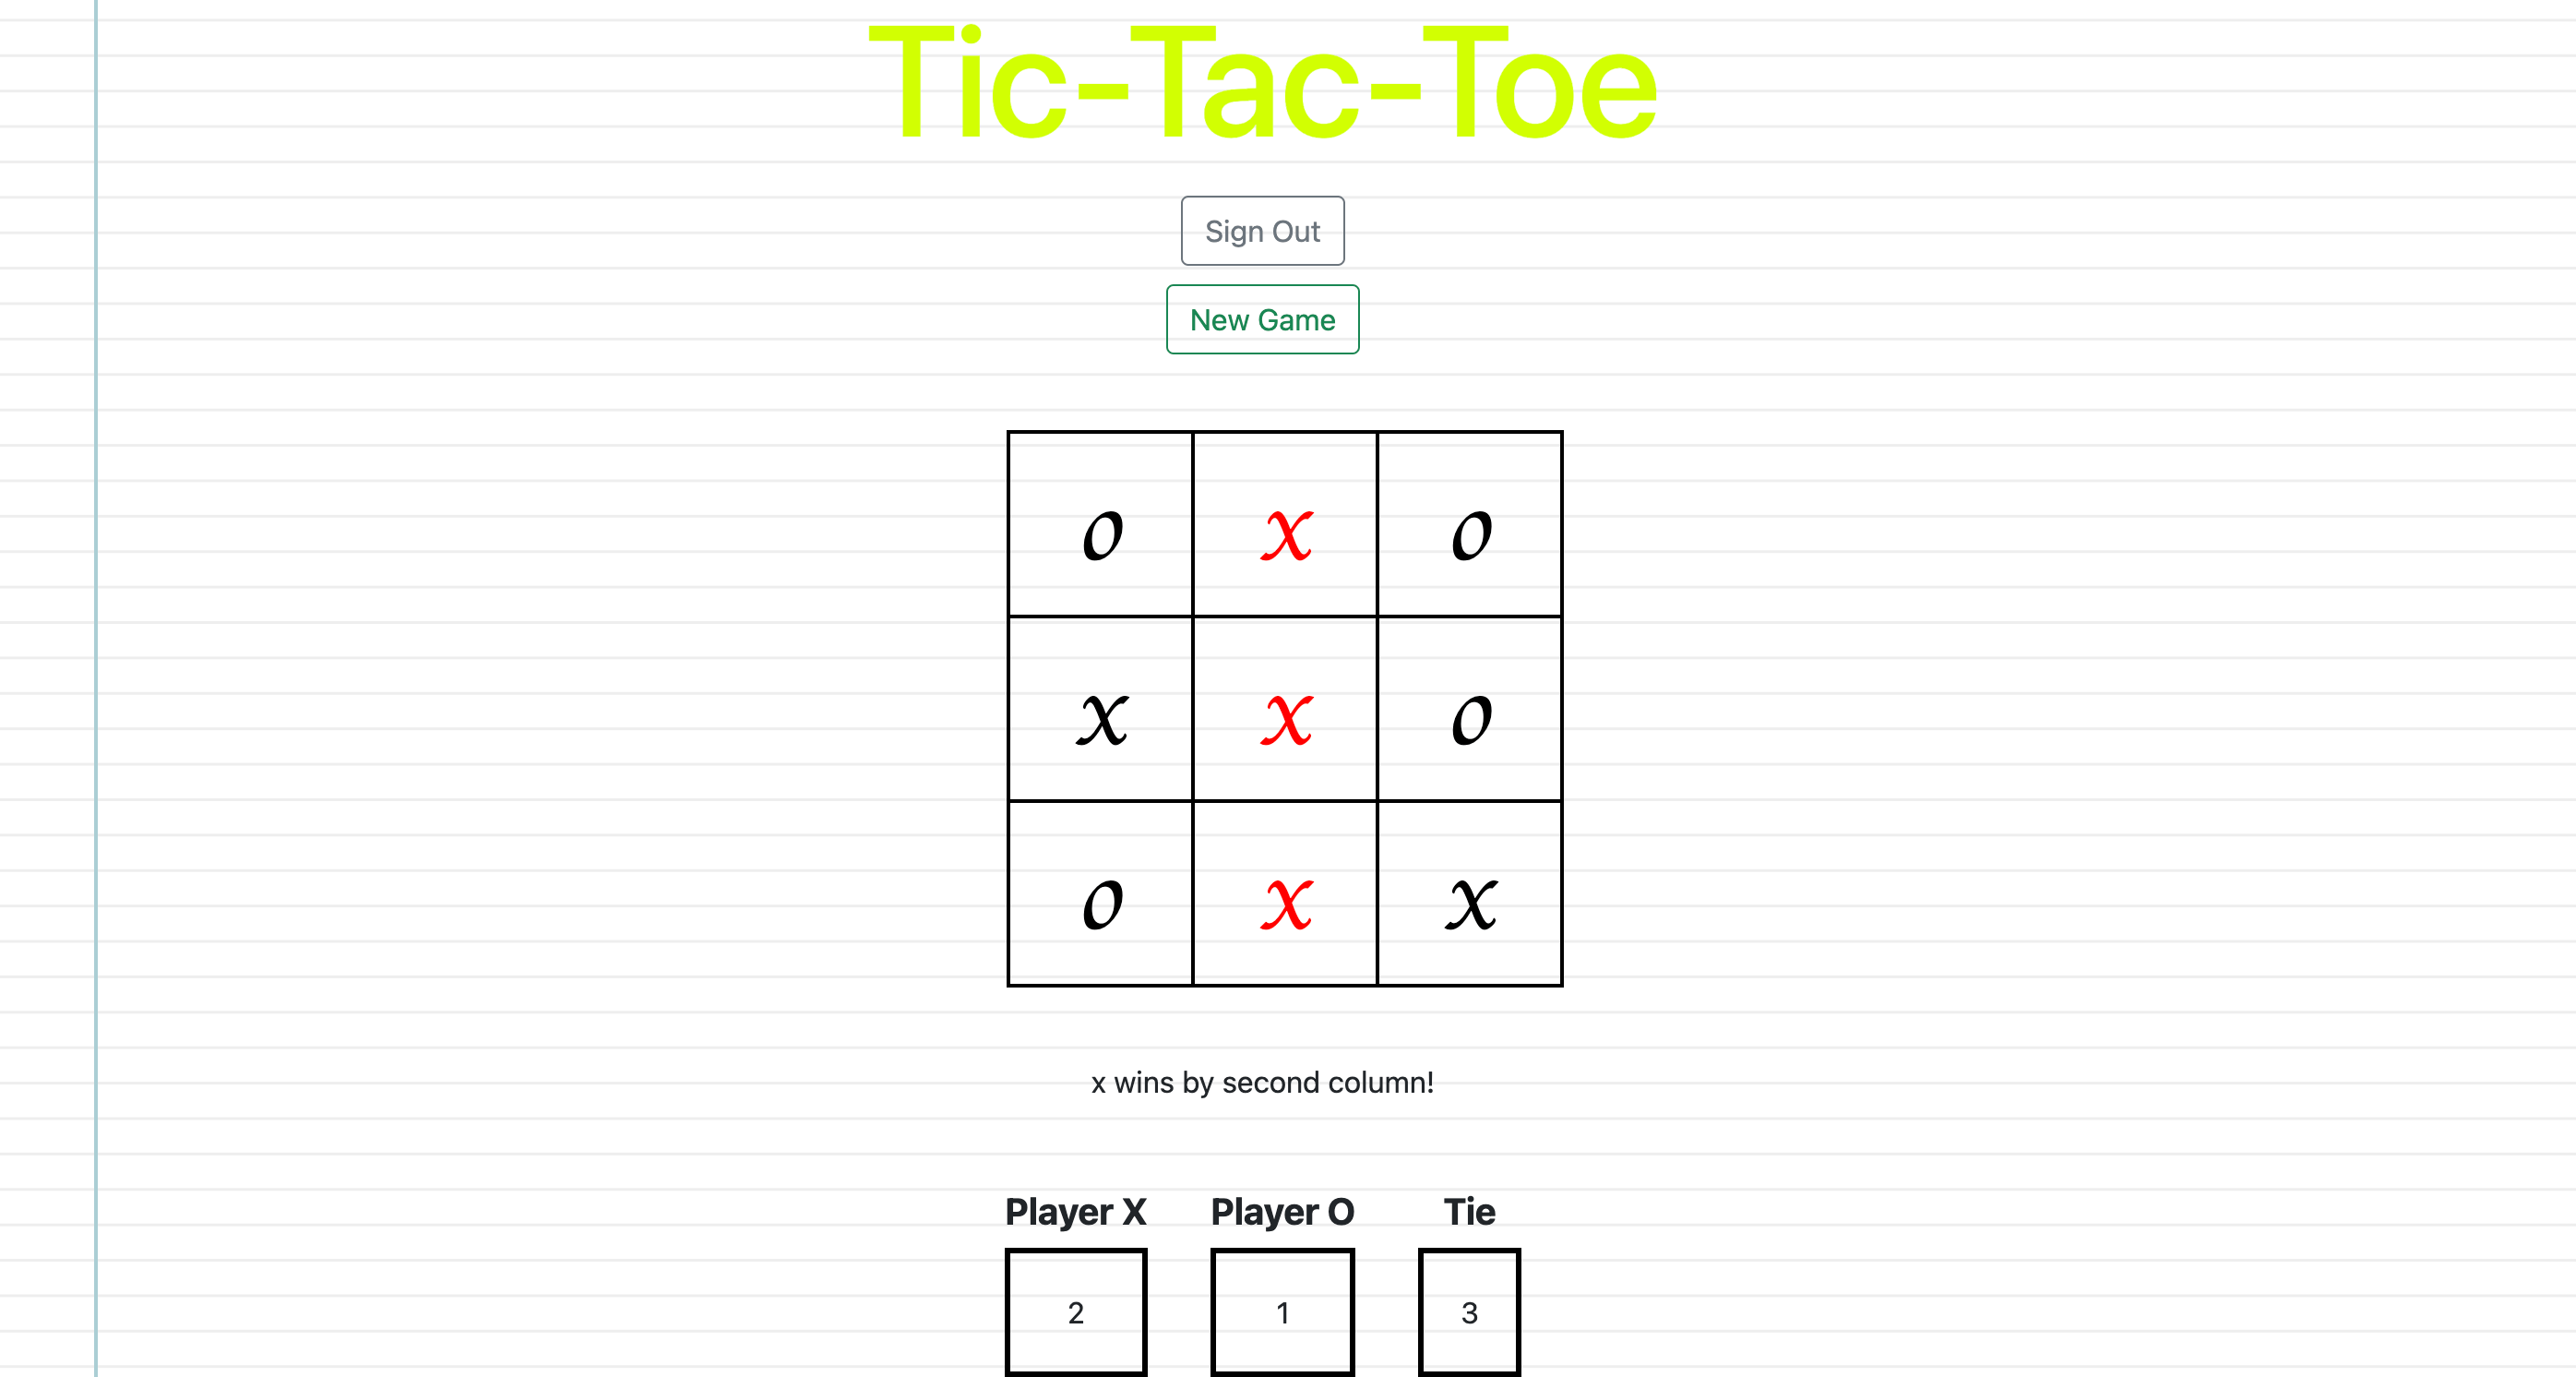 Tic-Tac-Toe
Sign Out
New Game
o x o
x x o
o x x
x wins by second column!
Player X Player O Tie
2 1 3